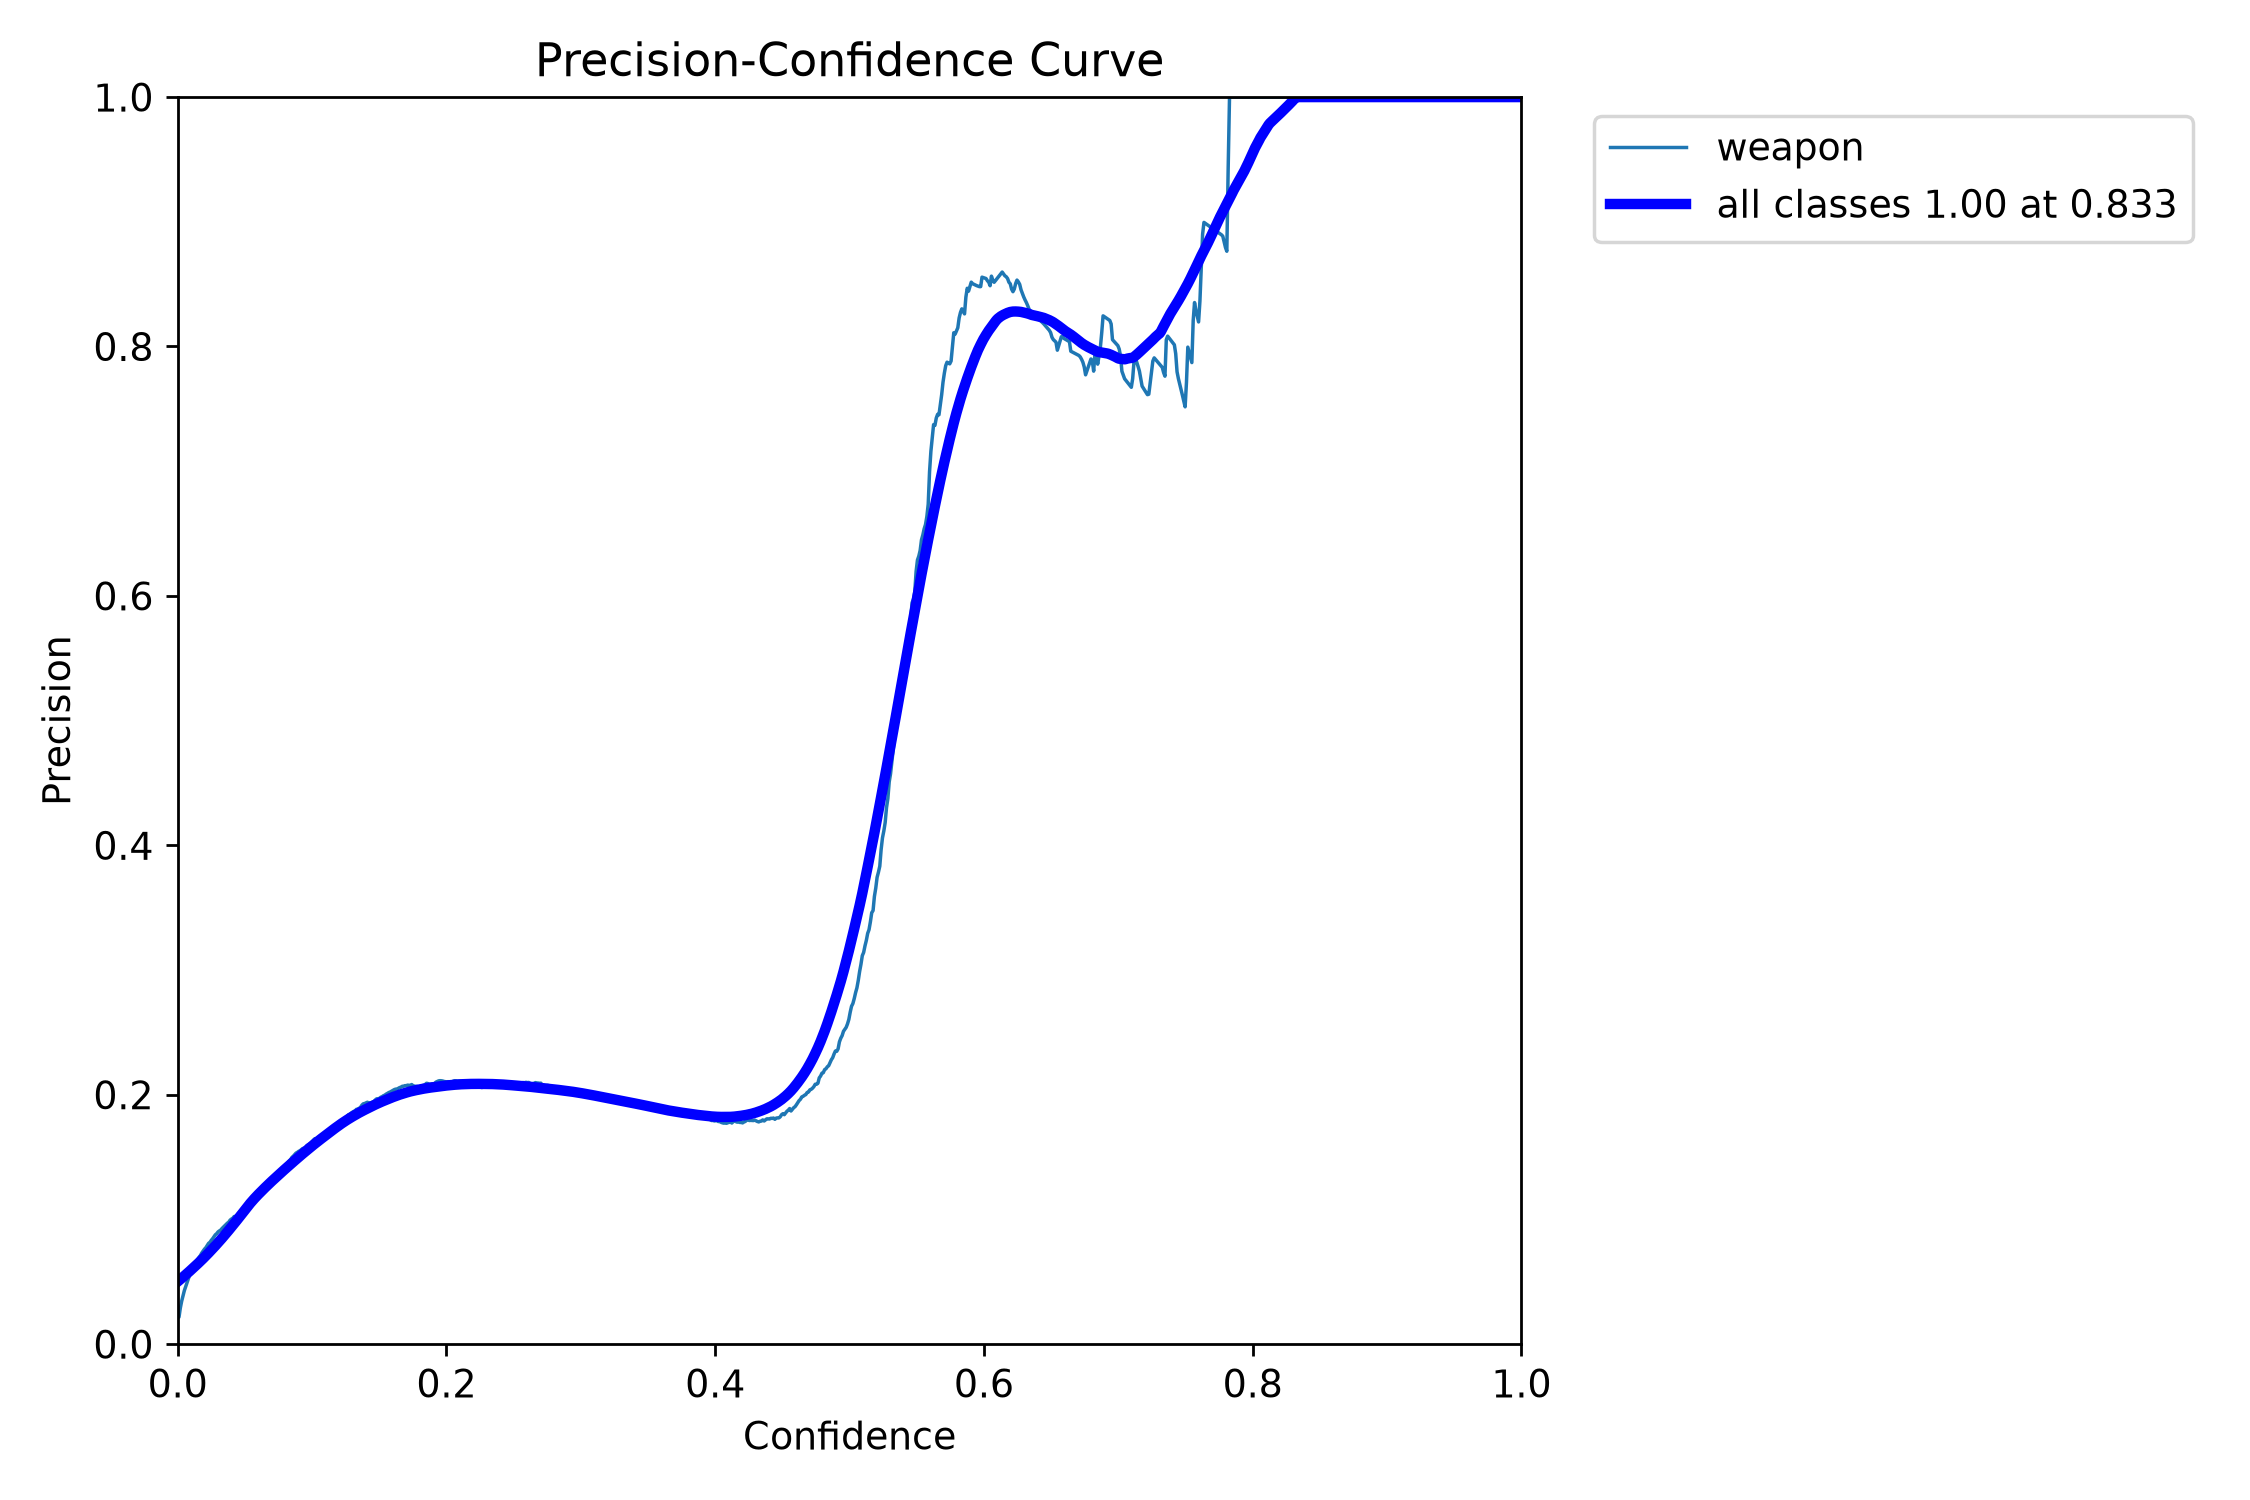 Precision-Confidence Curve
1.0
0.8
0.6
0.4
0.2
0.0
Precision
0.0 0.2 0.4 0.6 0.8 1.0
Confidence
weapon
all classes 1.00 at 0.833